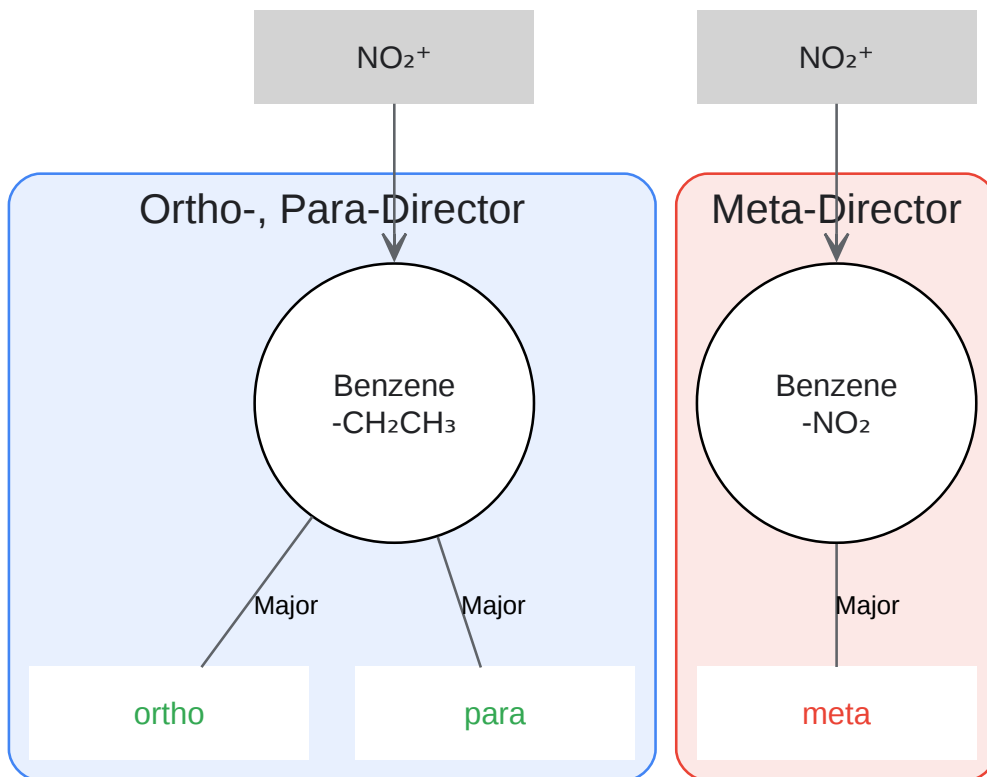 NO₂⁺
NO₂⁺
Ortho-, Para-Director
Meta-Director
Benzene
-CH₂CH₃
Benzene
-NO₂
Major
Major
Major
ortho
para
meta